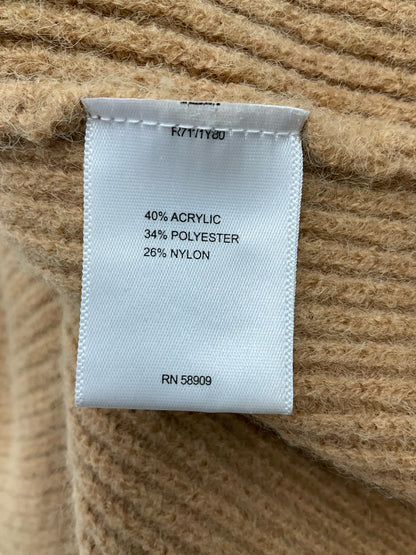 40% ACRYLIC
34% POLYESTER
26% NYLON
RN 58909